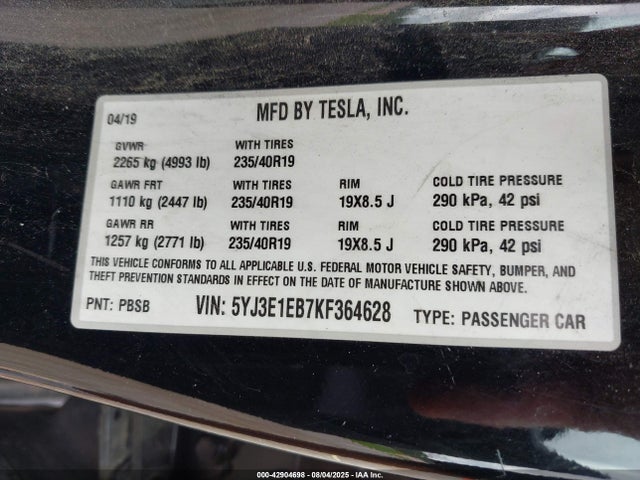 MFD BY TESLA, INC.
04/19
GVWR WITH TIRES
2265 kg (4993 lb) 235/40R19
GAWR FRT WITH TIRES RIM COLD TIRE PRESSURE
1110 kg (2447 lb) 235/40R19 19X8.5 J 290 kPa, 42 psi
GAWR RR WITH TIRES RIM COLD TIRE PRESSURE
1257 kg (2771 lb) 235/40R19 19X8.5 J 290 kPa, 42 psi
THIS VEHICLE CONFORMS TO ALL APPLICABLE U.S. FEDERAL MOTOR VEHICLE SAFETY, BUMPER, AND
THEFT PREVENTION STANDARDS IN EFFECT ON THE DATE OF MANUFACTURE SHOWN ABOVE.
PNT: PBSB VIN: 5YJ3E1EB7KF364628 TYPE: PASSENGER CAR
000-42904698 - 08/04/2025 - IAA Inc.